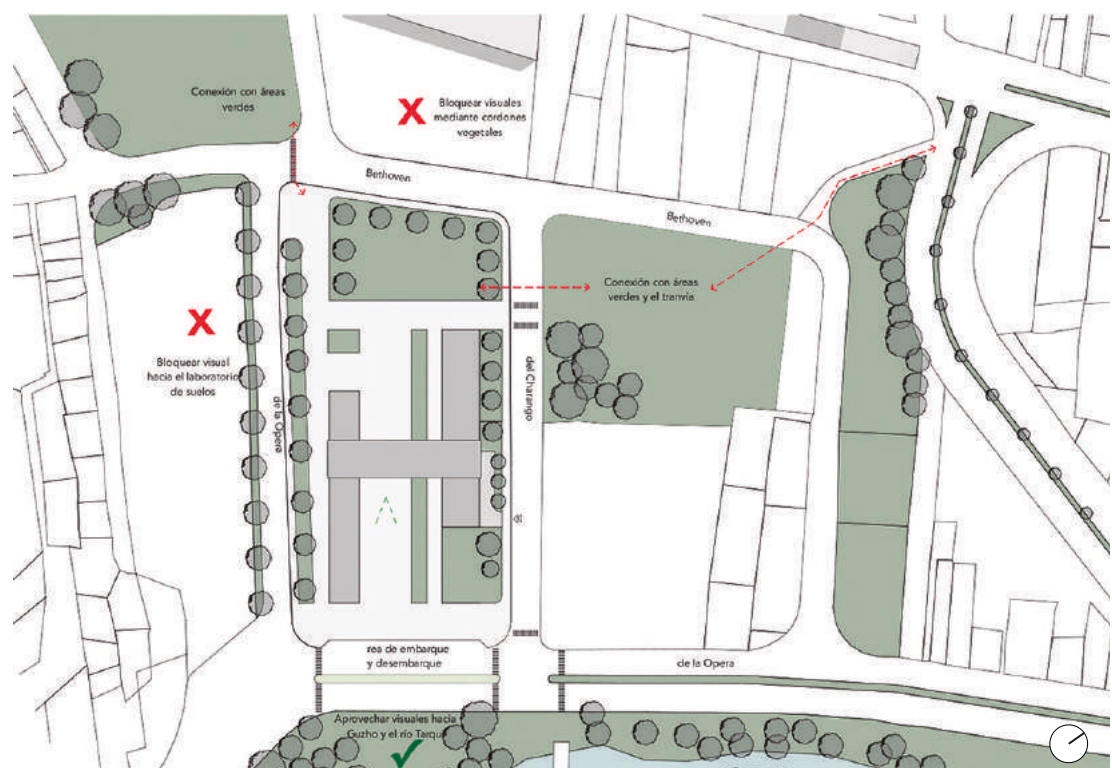 Conexión con áreas
verdes
X
Bloquear visuales
mediante cordones
vegetales
Bethoven
Bethoven
Conexión con áreas
verdes y el tranvía
X
Bloquear visual
hacia el laboratorio
de suelos
de la Opera
del Charango
rea de embarque
y desembarque
de la Opera
Aprovechar visuales hacia
Guzho y el río Tarqu